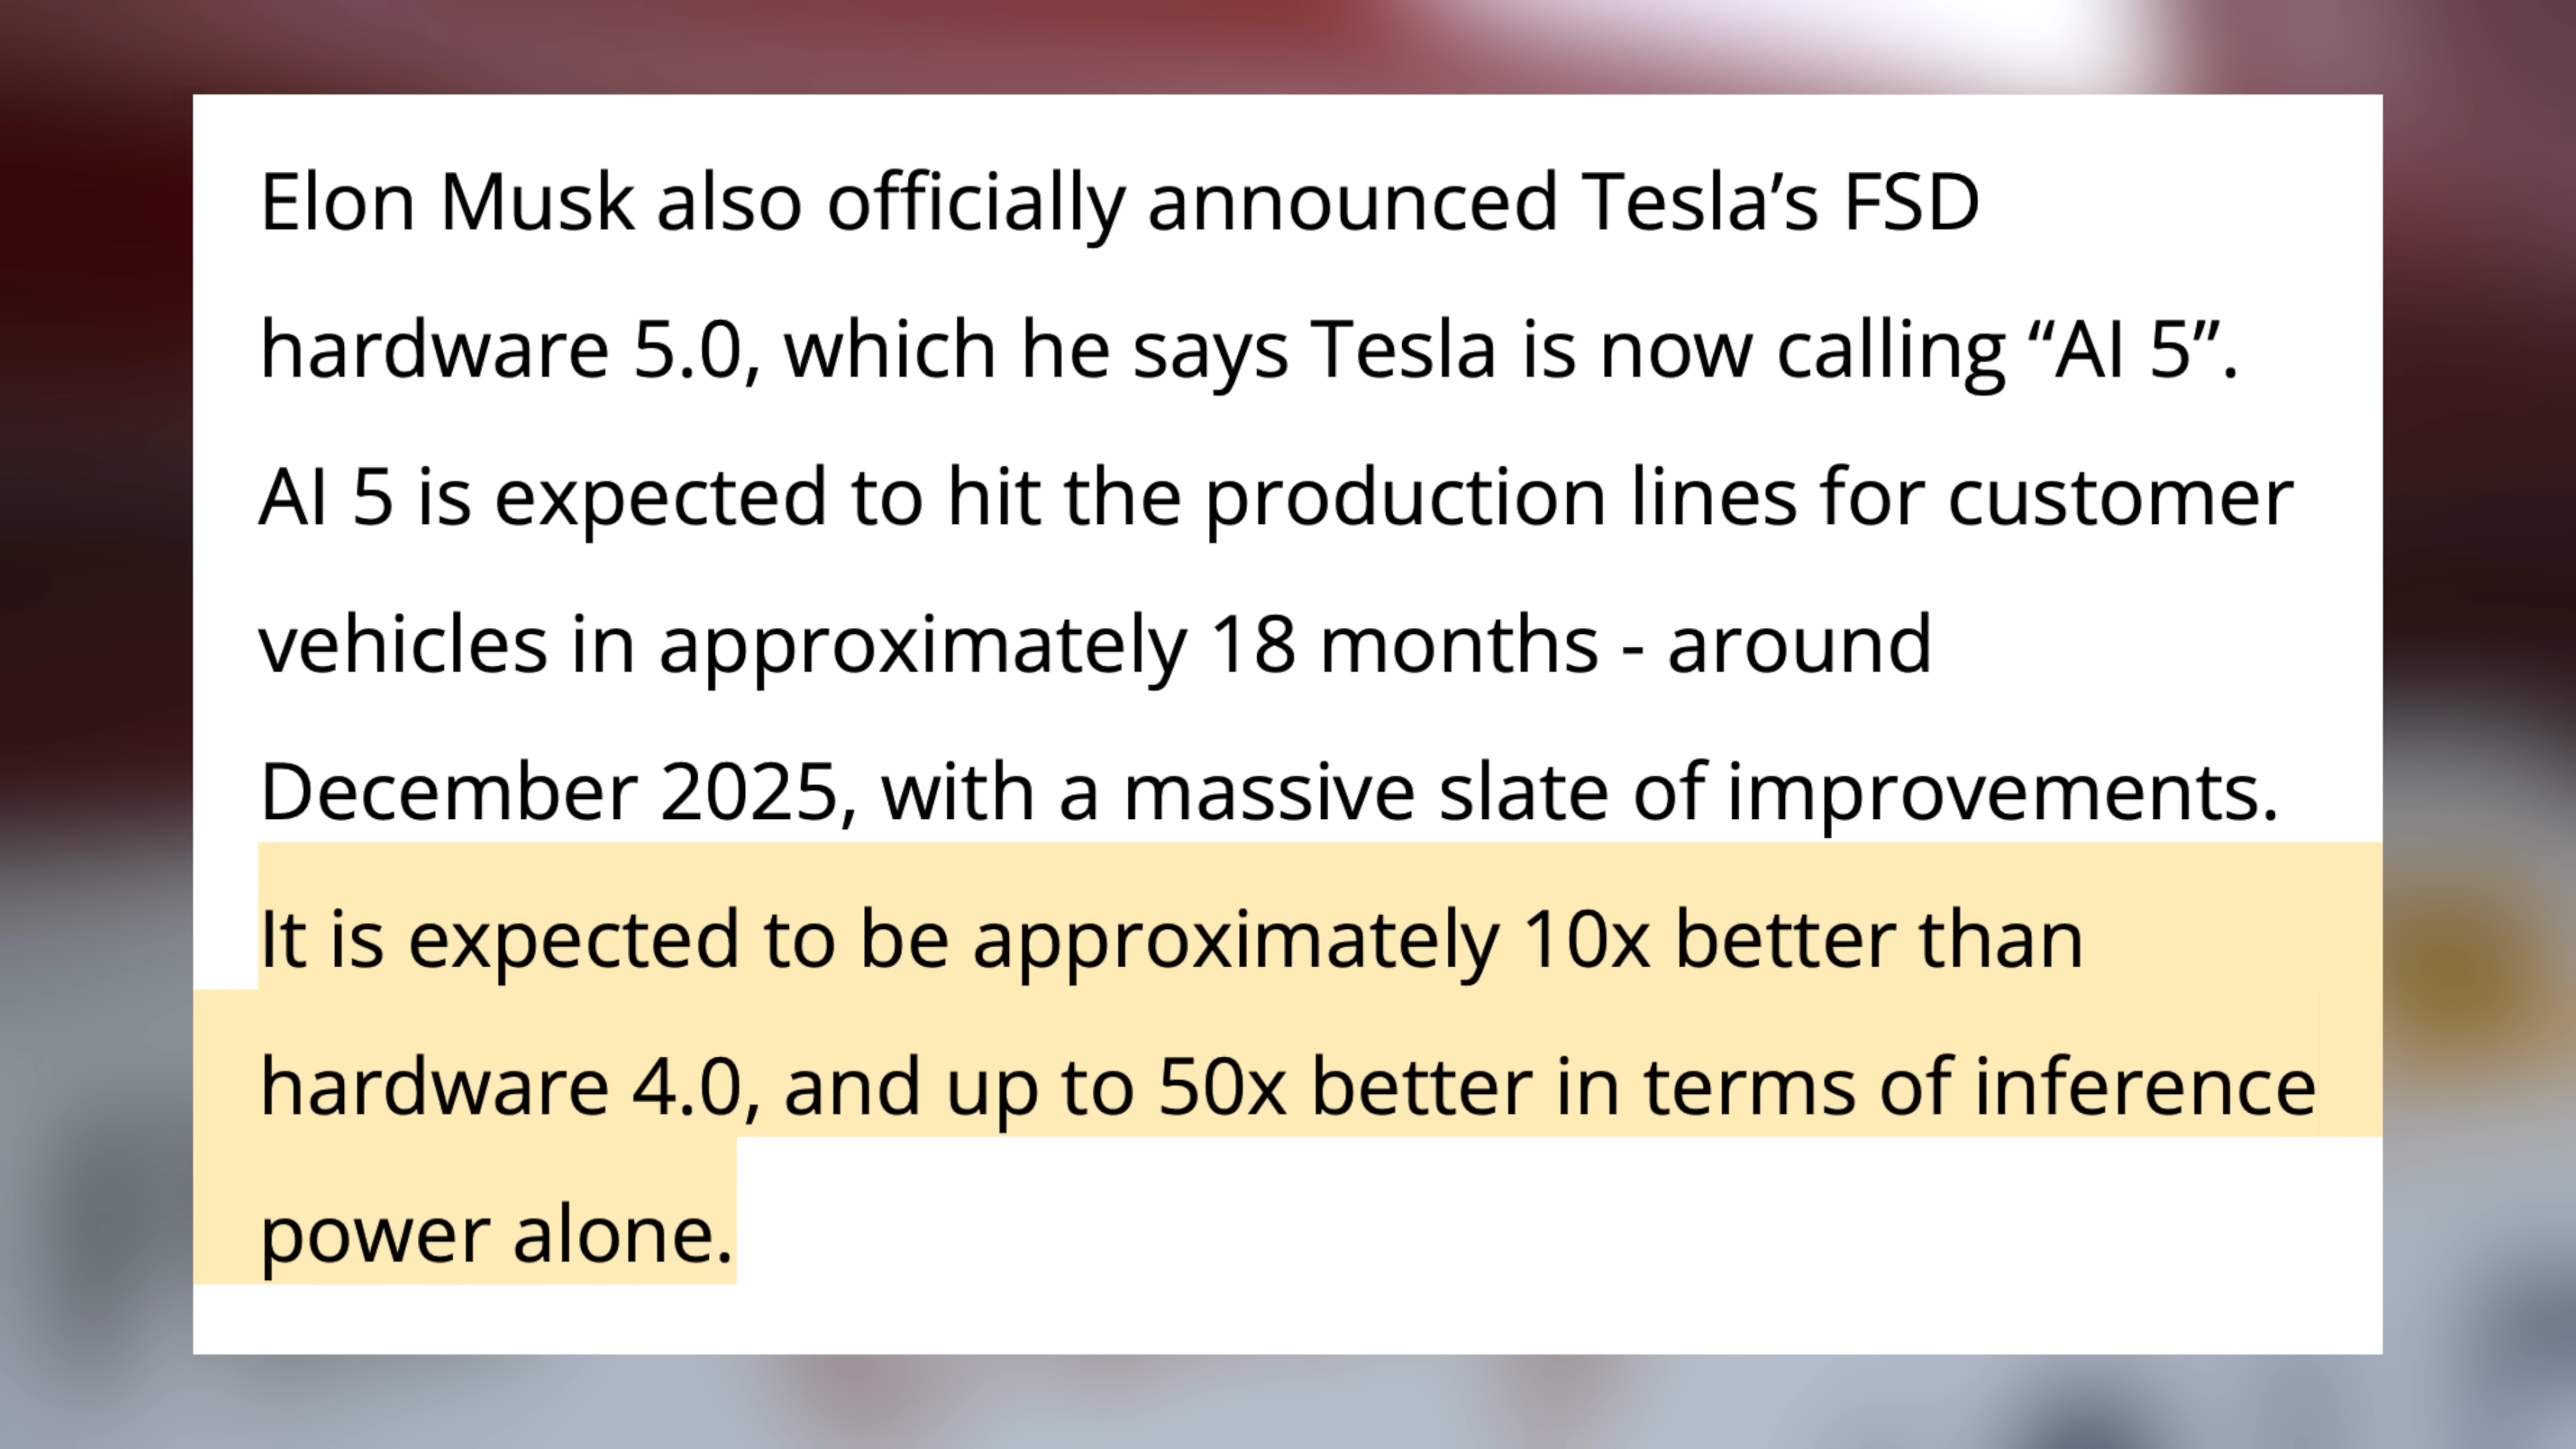 Elon Musk also officially announced Tesla’s FSD
hardware 5.0, which he says Tesla is now calling “AI 5”.
AI 5 is expected to hit the production lines for customer
vehicles in approximately 18 months - around
December 2025, with a massive slate of improvements.
It is expected to be approximately 10x better than
hardware 4.0, and up to 50x better in terms of inference
power alone.